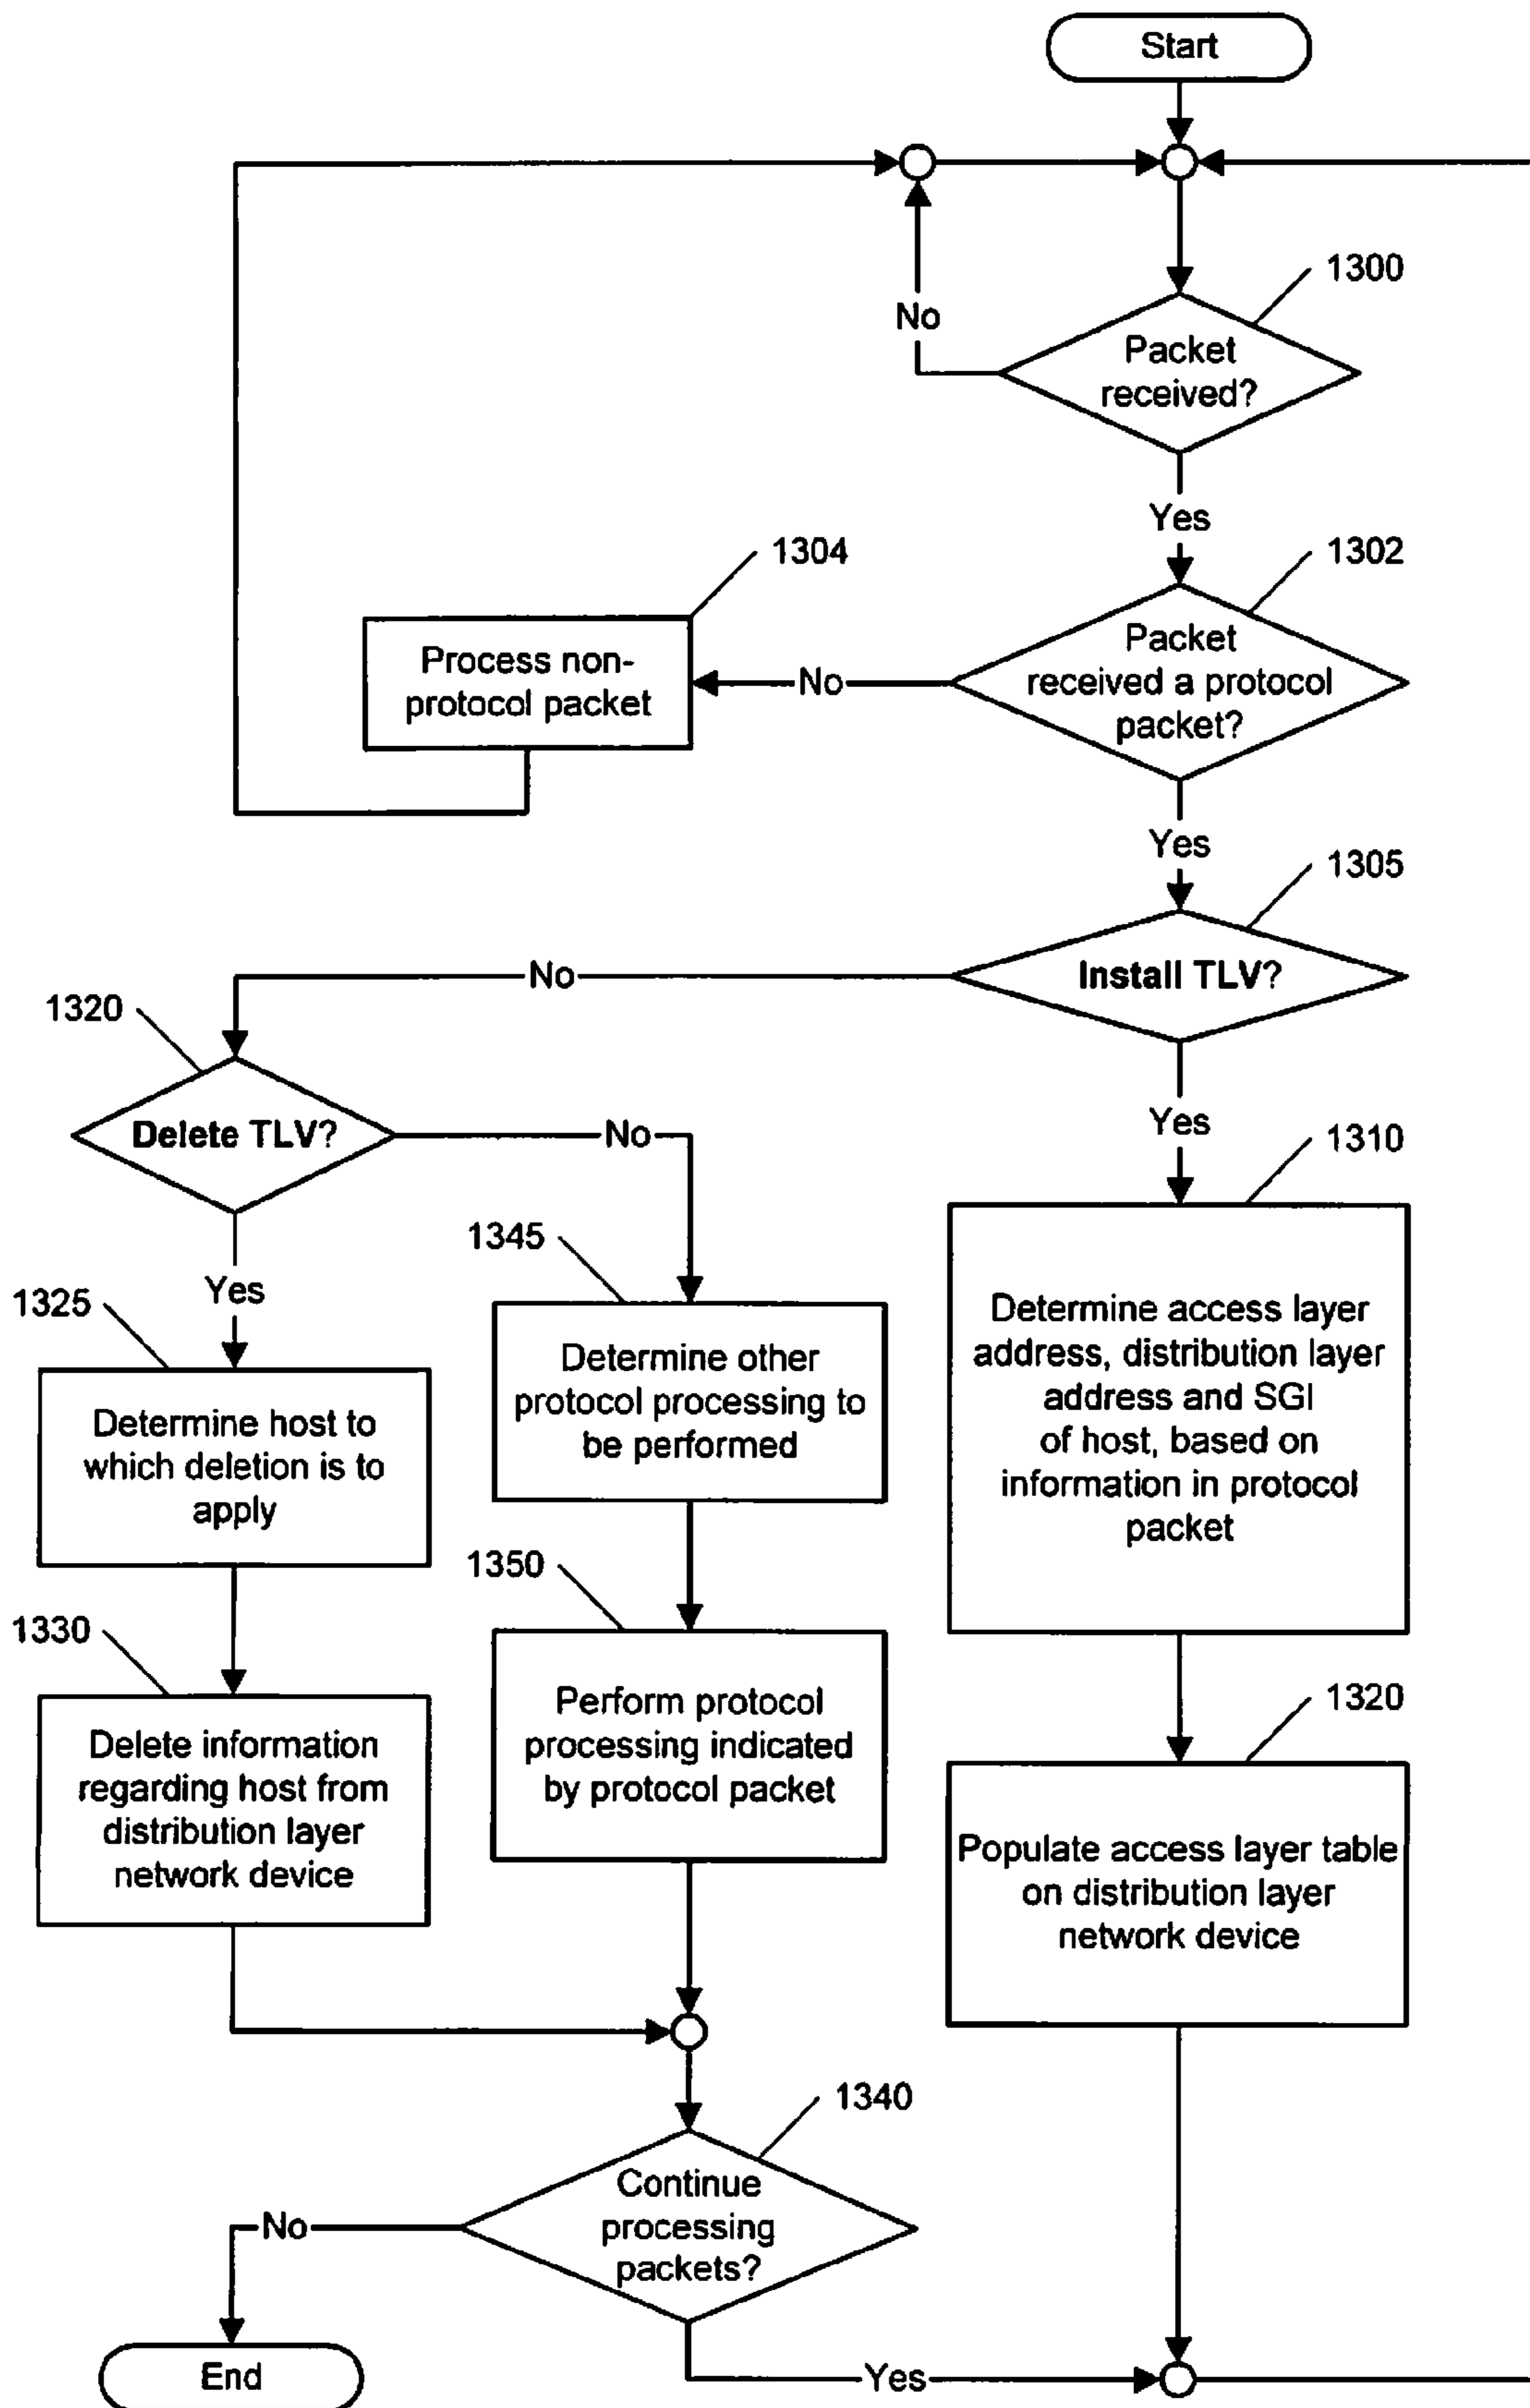 Start
1300
No
Packet
received?
Yes
1304
1302
Process non-
protocol packet
No
Packet
received a protocol
packet?
Yes
1305
No
Install TLV?
1320
Delete TLV?
No
Yes
1310
1345
Yes
1325
Determine access layer
address, distribution layer
address and SGI
of host, based on
information in protocol
packet
Determine other
protocol processing to
be performed
Determine host to
which deletion is to
apply
1350
1330
1320
Perform protocol
processing indicated
by protocol packet
Delete information
regarding host from
distribution layer
network device
Populate access layer table
on distribution layer
network device
1340
Continue
processing
packets?
No
End
Yes